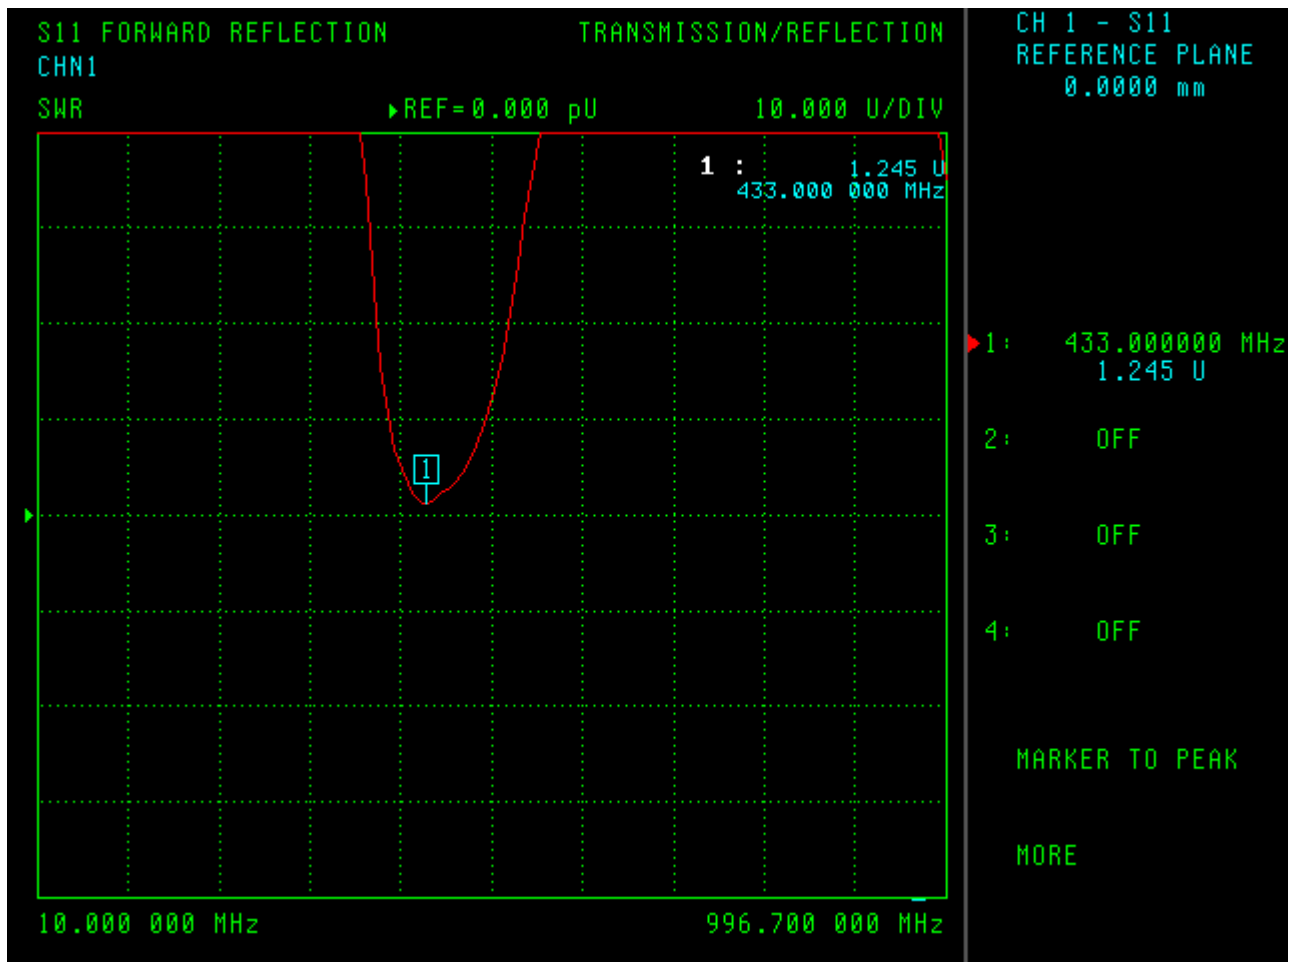 S11 FORWARD REFLECTION TRANSMISSION/REFLECTION
CHN1
SWR ▸REF=0.000 pU 10.000 U/DIV
1 : 1.245 U
433.000 000 MHz
1
10.000 000 MHz 996.700 000 MHz
CH 1 - S11
REFERENCE PLANE
0.0000 mm
1: 433.000000 MHz
1.245 U
2: OFF
3: OFF
4: OFF
MARKER TO PEAK
MORE